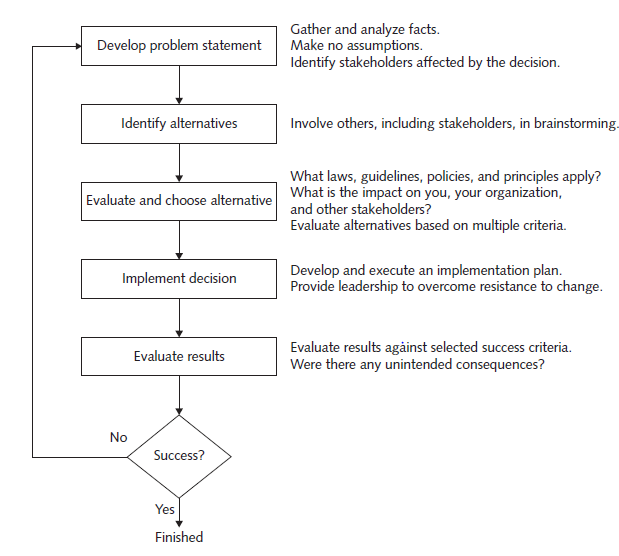 Develop problem statement
Gather and analyze facts.
Make no assumptions.
Identify stakeholders affected by the decision.
Identify alternatives
Involve others, including stakeholders, in brainstorming.
Evaluate and choose alternative
What laws, guidelines, policies, and principles apply?
What is the impact on you, your organization,
and other stakeholders?
Evaluate alternatives based on multiple criteria.
Implement decision
Develop and execute an implementation plan.
Provide leadership to overcome resistance to change.
Evaluate results
Evaluate results against selected success criteria.
Were there any unintended consequences?
No
Success?
Yes
Finished